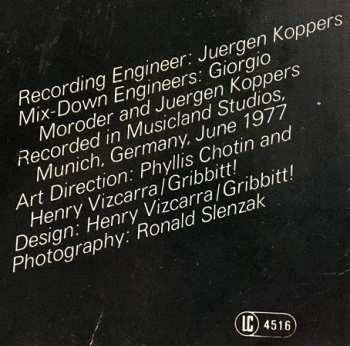 Recording Engineer: Juergen Koppers
Mix-Down Engineers: Giorgio
Moroder and Juergen Koppers
Recorded in Musicland Studios,
Munich, Germany, June 1977
Art Direction: Phyllis Chotin and
Henry Vizcarra/Gribbitt!
Design: Henry Vizcarra/Gribbitt!
Photography: Ronald Slenzak
LC 4516